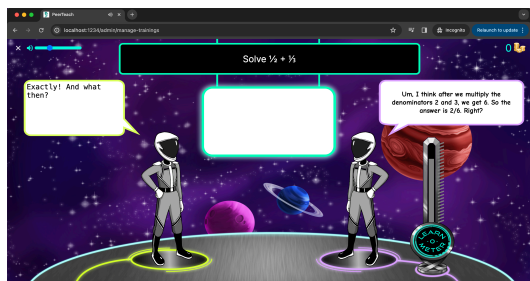 PeerTeach
localhost:1234/admin/manage-trainings
Incognito
Relaunch to update
Solve ½ + ⅓
0
Exactly! And what
then?
Um, I think after we multiply the
denominators 2 and 3, we get 6. So the
answer is 2/6. Right?
LEARN
-O-
METER